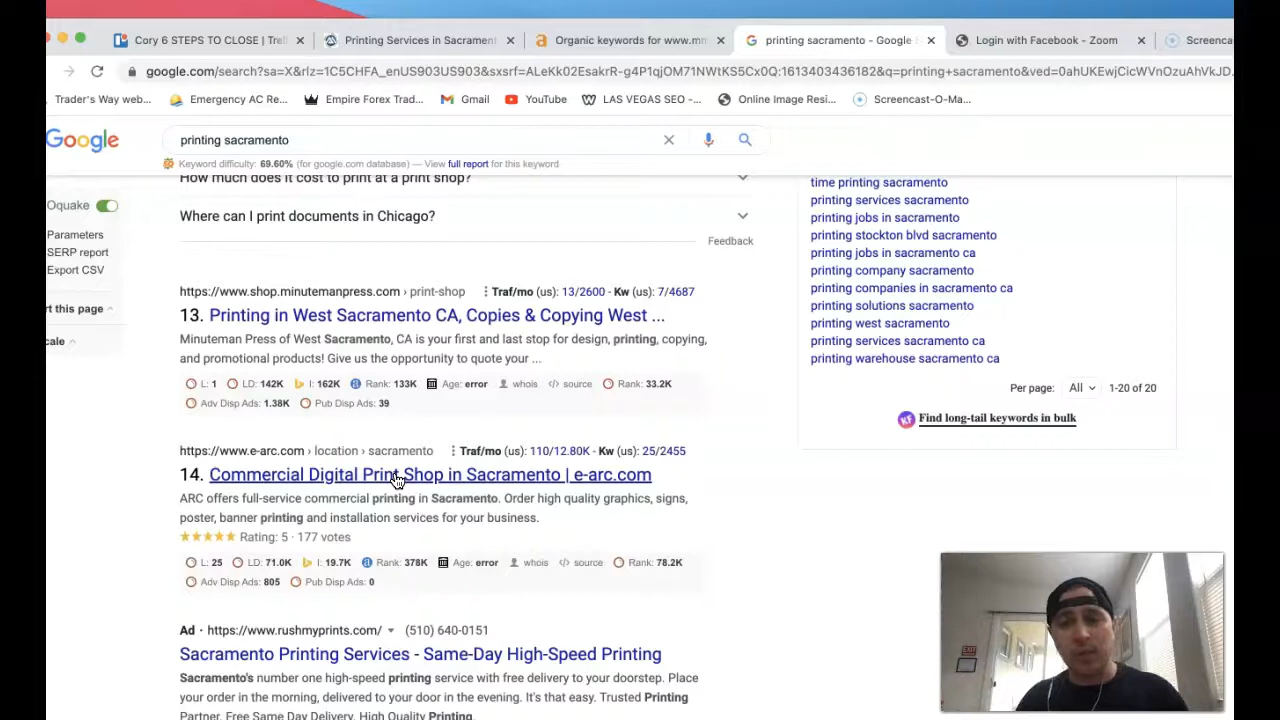 Cory 6 STEPS TO CLOSE | Trell
Printing Services in Sacrament
Organic keywords for www.mm
printing sacramento - Google
Login with Facebook - Zoom
Screenca
google.com/search?sa=X&rlz=1C5CHFA_enUS903US903&sxsrf=ALeKk02EsakrR-g4P1qjOM71NWtKS5Cx0Q:1613403436182&q=printing+sacramento&ved=0ahUKEwjCicWVnOzuAhVkJD.
Trader's Way web...
Emergency AC Re...
Empire Forex Trad...
Gmail
YouTube
LAS VEGAS SEO -...
Online Image Resi...
Screencast-O-Ma...
Google
printing sacramento
Keyword difficulty: 69.60% (for google.com database) — View full report for this keyword
Oquake
Parameters
SERP report
Export CSV
rt this page
cale
How much does it cost to print at a print shop?
Where can I print documents in Chicago?
Feedback
https://www.shop.minutemanpress.com › print-shop Traf/mo (us): 13/2600 - Kw (us): 7/4687
13. Printing in West Sacramento CA, Copies & Copying West ...
Minuteman Press of West Sacramento, CA is your first and last stop for design, printing, copying,
and promotional products! Give us the opportunity to quote your ...
L: 1 LD: 142K I: 162K Rank: 133K Age: error whois source Rank: 33.2K
Adv Disp Ads: 1.38K Pub Disp Ads: 39
https://www.e-arc.com › location › sacramento Traf/mo (us): 110/12.80K - Kw (us): 25/2455
14. Commercial Digital Print Shop in Sacramento | e-arc.com
ARC offers full-service commercial printing in Sacramento. Order high quality graphics, signs,
poster, banner printing and installation services for your business.
Rating: 5 · 177 votes
L: 25 LD: 71.0K I: 19.7K Rank: 378K Age: error whois source Rank: 78.2K
Adv Disp Ads: 805 Pub Disp Ads: 0
Ad · https://www.rushmyprints.com/ (510) 640-0151
Sacramento Printing Services - Same-Day High-Speed Printing
Sacramento's number one high-speed printing service with free delivery to your doorstep. Place
your order in the morning, delivered to your door in the evening. It's that easy. Trusted Printing
Partner. Free Same Day Delivery. High Quality Printing.
time printing sacramento
printing services sacramento
printing jobs in sacramento
printing stockton blvd sacramento
printing jobs in sacramento ca
printing company sacramento
printing companies in sacramento ca
printing solutions sacramento
printing west sacramento
printing services sacramento ca
printing warehouse sacramento ca
Per page: All 1-20 of 20
KF Find long-tail keywords in bulk
EXIT